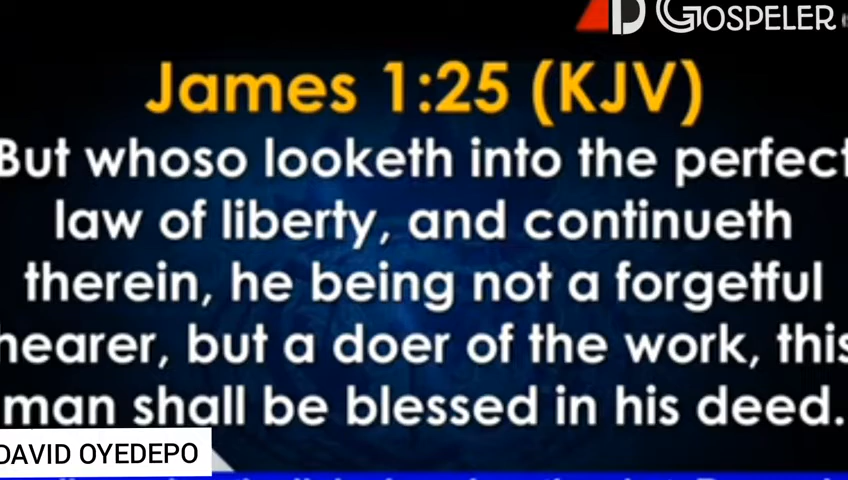 GOSPELER
James 1:25 (KJV)
But whoso looketh into the perfect
law of liberty, and continueth
therein, he being not a forgetful
hearer, but a doer of the work, this
man shall be blessed in his deed.
DAVID OYEDEPO